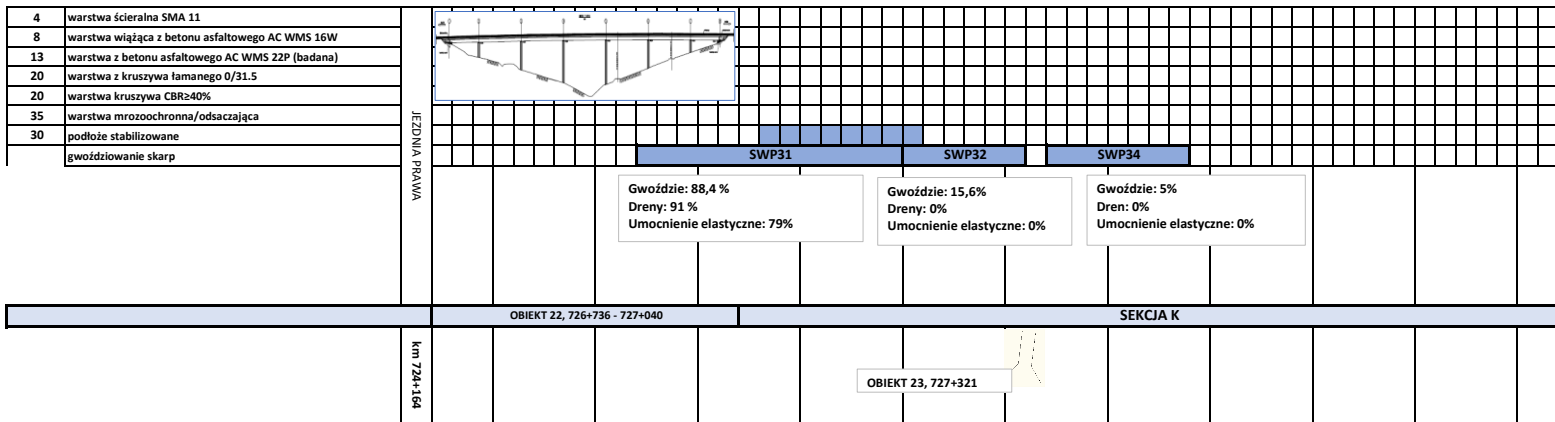 4 warstwa ścieralna SMA 11
8 warstwa wiążąca z betonu asfaltowego AC WMS 16W
13 warstwa z betonu asfaltowego AC WMS 22P (badana)
20 warstwa z kruszywa łamanego 0/31.5
20 warstwa kruszywa CBR≥40%
35 warstwa mrozoochronna/odsaczająca
30 podłoże stabilizowane
gwoździowanie skarp
JEZDNIA PRAWA
SWP31
SWP32
SWP34
Gwoździe: 88,4 %
Dreny: 91 %
Umocnienie elastyczne: 79%
Gwoździe: 15,6%
Dreny: 0%
Umocnienie elastyczne: 0%
Gwoździe: 5%
Dren: 0%
Umocnienie elastyczne: 0%
OBIEKT 22, 726+736 - 727+040
SEKCJA K
km 724+164
OBIEKT 23, 727+321